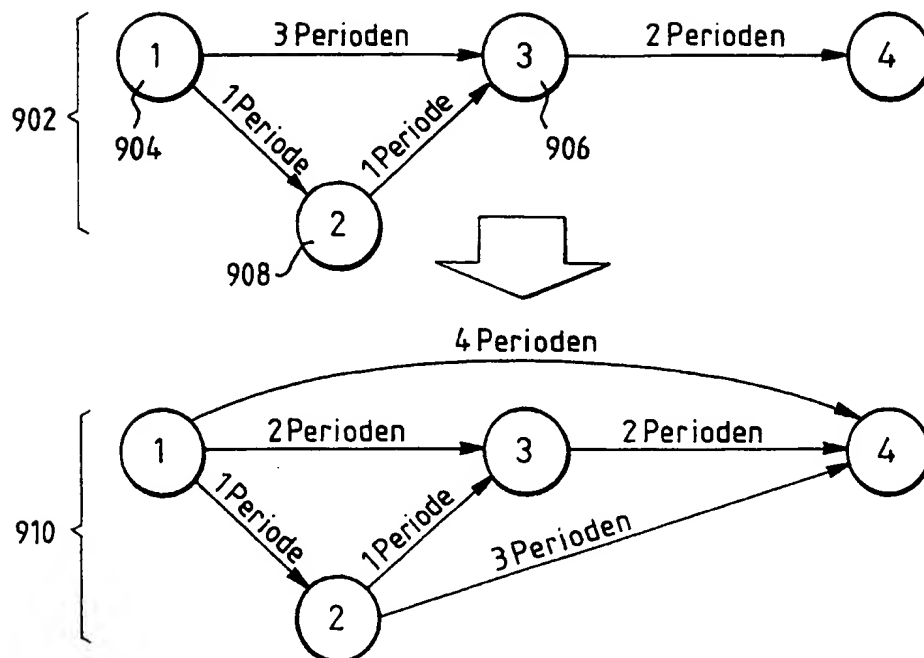 1
3 Perioden
3
2 Perioden
4
902
904
1 Periode
1 Periode
906
2
908
4 Perioden
1
2 Perioden
3
2 Perioden
4
910
1 Periode
1 Periode
3 Perioden
2